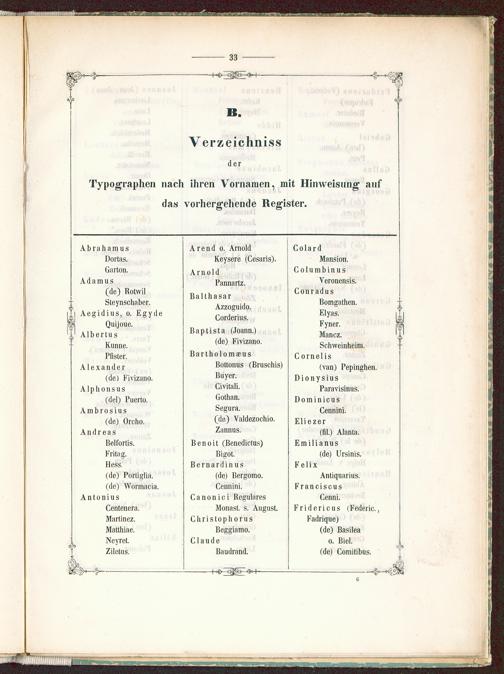 33
B.
Verzeichniss
der
Typographen nach ihren Vornamen, mit Hinweisung auf
das vorhergehende Register.
Abrahamus
Dortas.
Garton.
Adamus
(de) Rotwil
Steynschaber.
Aegidius, o. Egyde
Quijoue.
Albertus
Kunne.
Pfister.
Alexander
(de) Fivizano.
Alphonsus
(del) Puerto.
Ambrosius
(de) Orcho.
Andreas
Belfortis.
Fritag.
Hess.
(de) Portiglia.
(de) Wormacia.
Antonius
Centenera.
Martinez.
Matthiae.
Neyret.
Ziletus.
Arend o. Arnold
Keysere (Cesaris).
Arnold
Pannartz.
Balthasar
Azzoguido.
Corderius.
Baptista (Joann.)
(de) Fivizano.
Bartholomæus
Bottonus (Bruschis)
Buyer.
Civitali.
Gothan.
Segura.
(de) Valdezochio.
Zannus.
Benoit (Benedictus)
Bigot.
Bernardinus
(de) Bergomo.
Cennini.
Canonici Regulares
Monast. s. August.
Christophorus
Beggiamo.
Claude
Baudrand.
Colard
Mansion.
Columbinus
Veronensis.
Conradus
Bomgathen.
Elyas.
Fyner.
Mancz.
Schweinheim.
Cornelis
(van) Pepinghen.
Dionysius
Paravisinus.
Dominicus
Cennini.
Eliezer
(fil.) Alanta.
Emilianus
(de) Ursinis.
Felix
Antiquarius.
Franciscus
Cenni.
Fridericus (Federic.,
Fadrique)
(de) Basilea
o. Biel.
(de) Comitibus.
6